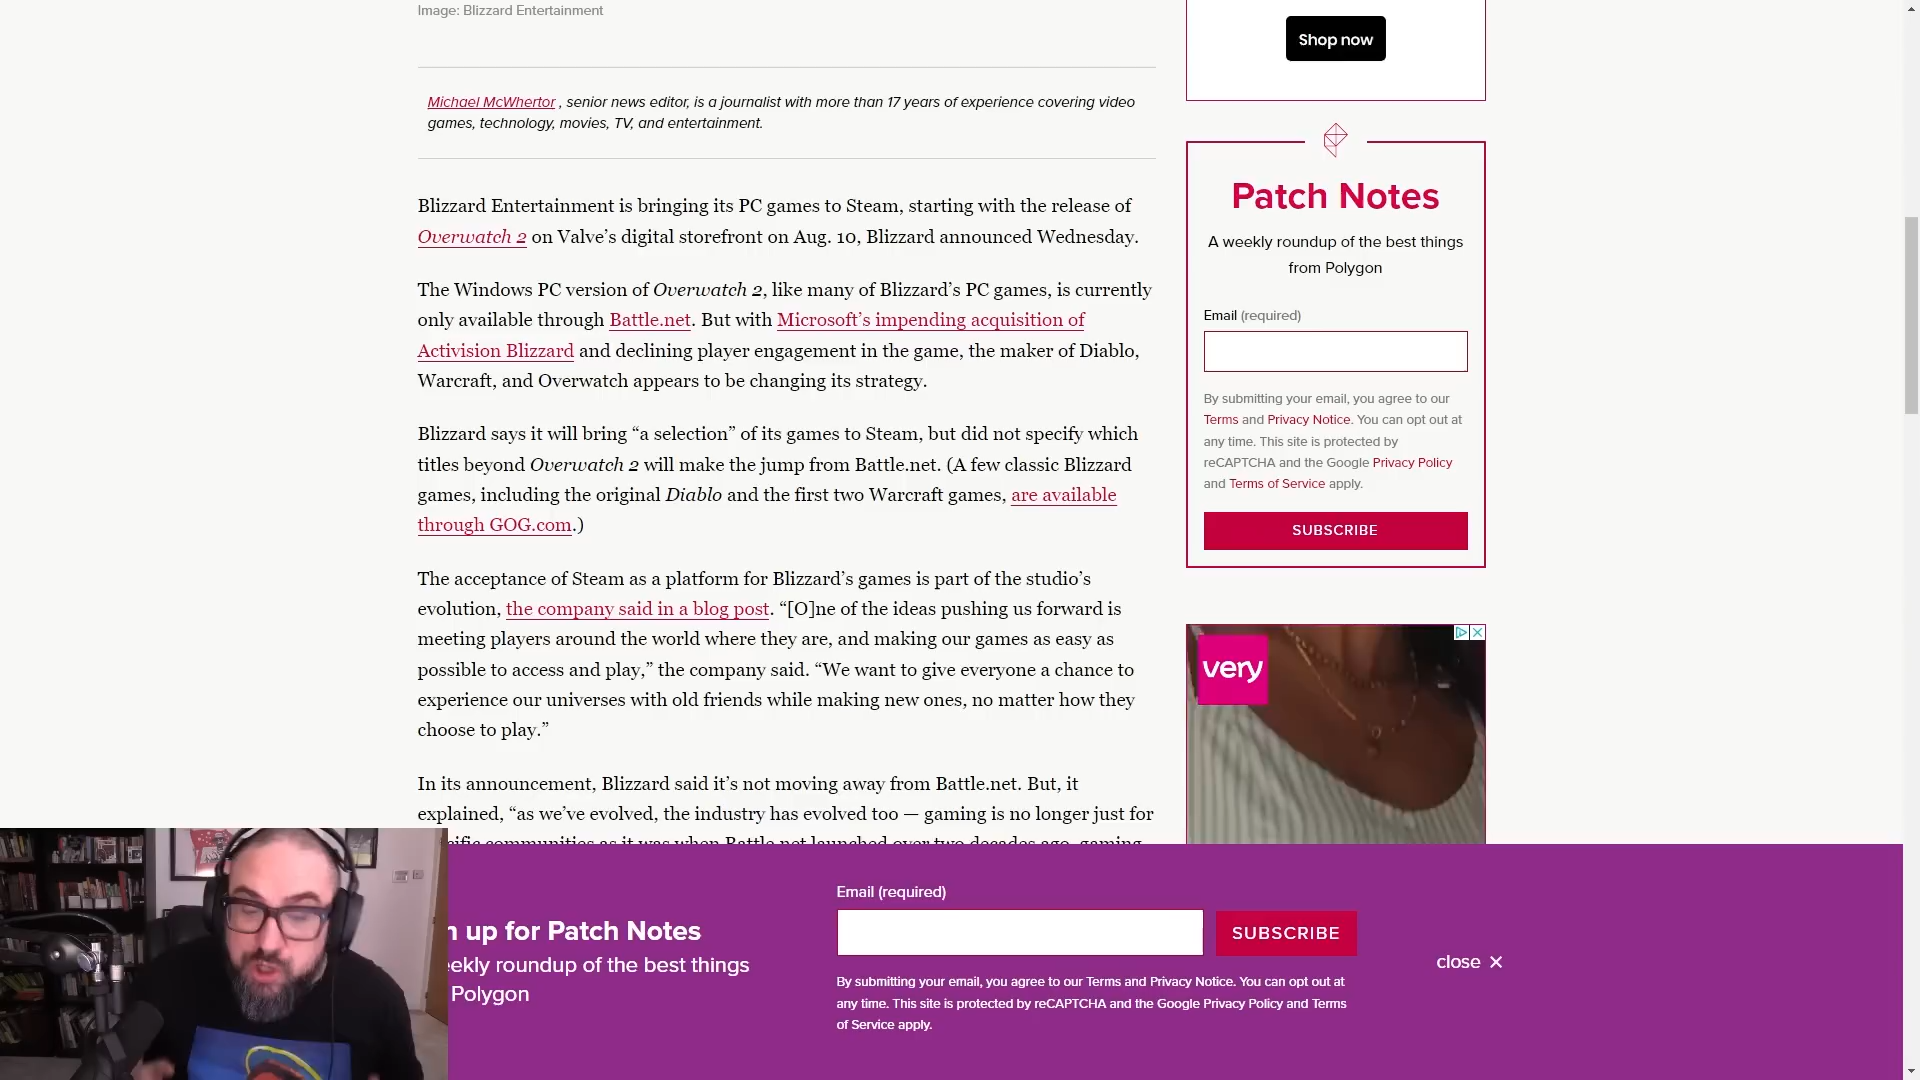 Image: Blizzard Entertainment
Michael McWhertor , senior news editor, is a journalist with more than 17 years of experience covering video
games, technology, movies, TV, and entertainment.
Blizzard Entertainment is bringing its PC games to Steam, starting with the release of
Overwatch 2 on Valve’s digital storefront on Aug. 10, Blizzard announced Wednesday.
The Windows PC version of Overwatch 2, like many of Blizzard’s PC games, is currently
only available through Battle.net. But with Microsoft’s impending acquisition of
Activision Blizzard and declining player engagement in the game, the maker of Diablo,
Warcraft, and Overwatch appears to be changing its strategy.
Blizzard says it will bring “a selection” of its games to Steam, but did not specify which
titles beyond Overwatch 2 will make the jump from Battle.net. (A few classic Blizzard
games, including the original Diablo and the first two Warcraft games, are available
through GOG.com.)
The acceptance of Steam as a platform for Blizzard’s games is part of the studio’s
evolution, the company said in a blog post. “[O]ne of the ideas pushing us forward is
meeting players around the world where they are, and making our games as easy as
possible to access and play,” the company said. “We want to give everyone a chance to
experience our universes with old friends while making new ones, no matter how they
choose to play.”
In its announcement, Blizzard said it’s not moving away from Battle.net. But, it
explained, “as we’ve evolved, the industry has evolved too — gaming is no longer just for
communities as it was when Battle.net launched over two decades ago, gaming
Shop now
Patch Notes
A weekly roundup of the best things
from Polygon
Email (required)
By submitting your email, you agree to our
Terms and Privacy Notice. You can opt out at
any time. This site is protected by
reCAPTCHA and the Google Privacy Policy
and Terms of Service apply.
SUBSCRIBE
very
n up for Patch Notes
ekly roundup of the best things
Polygon
Email (required)
SUBSCRIBE
By submitting your email, you agree to our Terms and Privacy Notice. You can opt out at
any time. This site is protected by reCAPTCHA and the Google Privacy Policy and Terms
of Service apply.
close ×